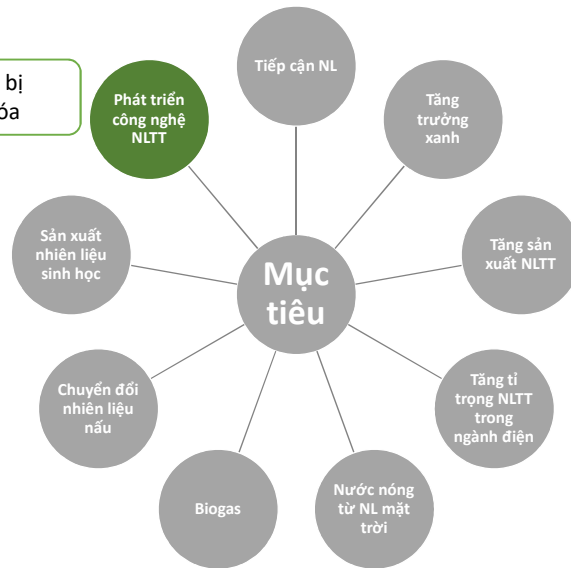 Tiếp cận NL
bị
óa
Phát triển
công nghệ
NLTT
Tăng
trưởng
xanh
Sản xuất
nhiên liệu
sinh học
Tăng sản
xuất NLTT
Mục
tiêu
Chuyển đổi
nhiên liệu
nấu
Tăng tỉ
trọng NLTT
trong
ngành điện
Biogas
Nước nóng
từ NL mặt
trời